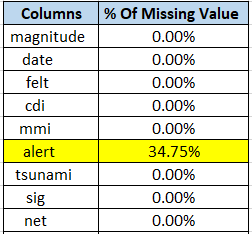 Columns % Of Missing Value
magnitude 0.00%
date 0.00%
felt 0.00%
cdi 0.00%
mmi 0.00%
alert 34.75%
tsunami 0.00%
sig 0.00%
net 0.00%